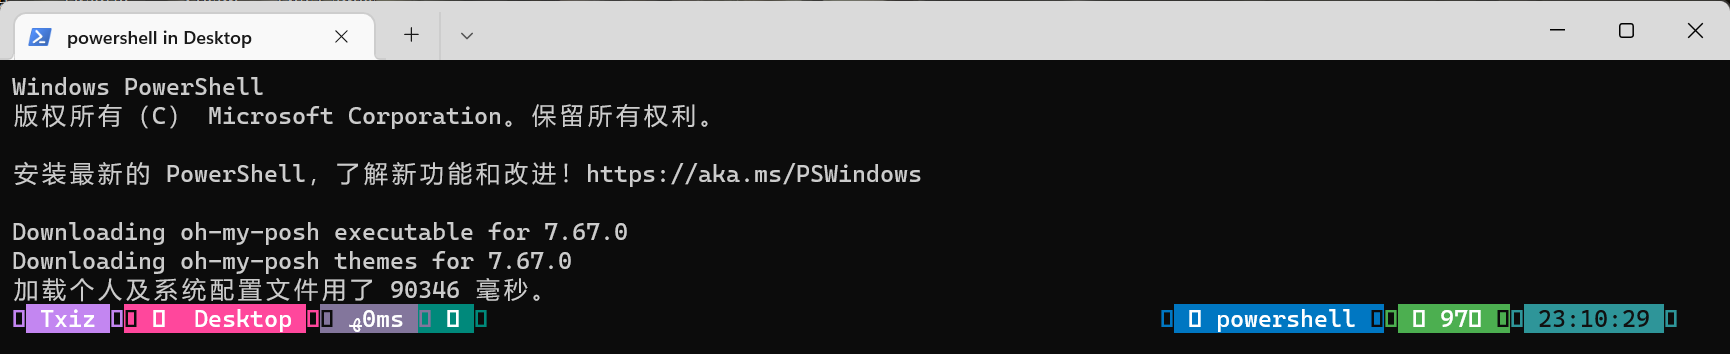 powershell in Desktop
Windows PowerShell
版权所有（C） Microsoft Corporation。保留所有权利。
安装最新的 PowerShell，了解新功能和改进！https://aka.ms/PSWindows
Downloading oh-my-posh executable for 7.67.0
Downloading oh-my-posh themes for 7.67.0
加载个人及系统配置文件用了 90346 毫秒。
Txiz Desktop 0ms powershell 97 23:10:29